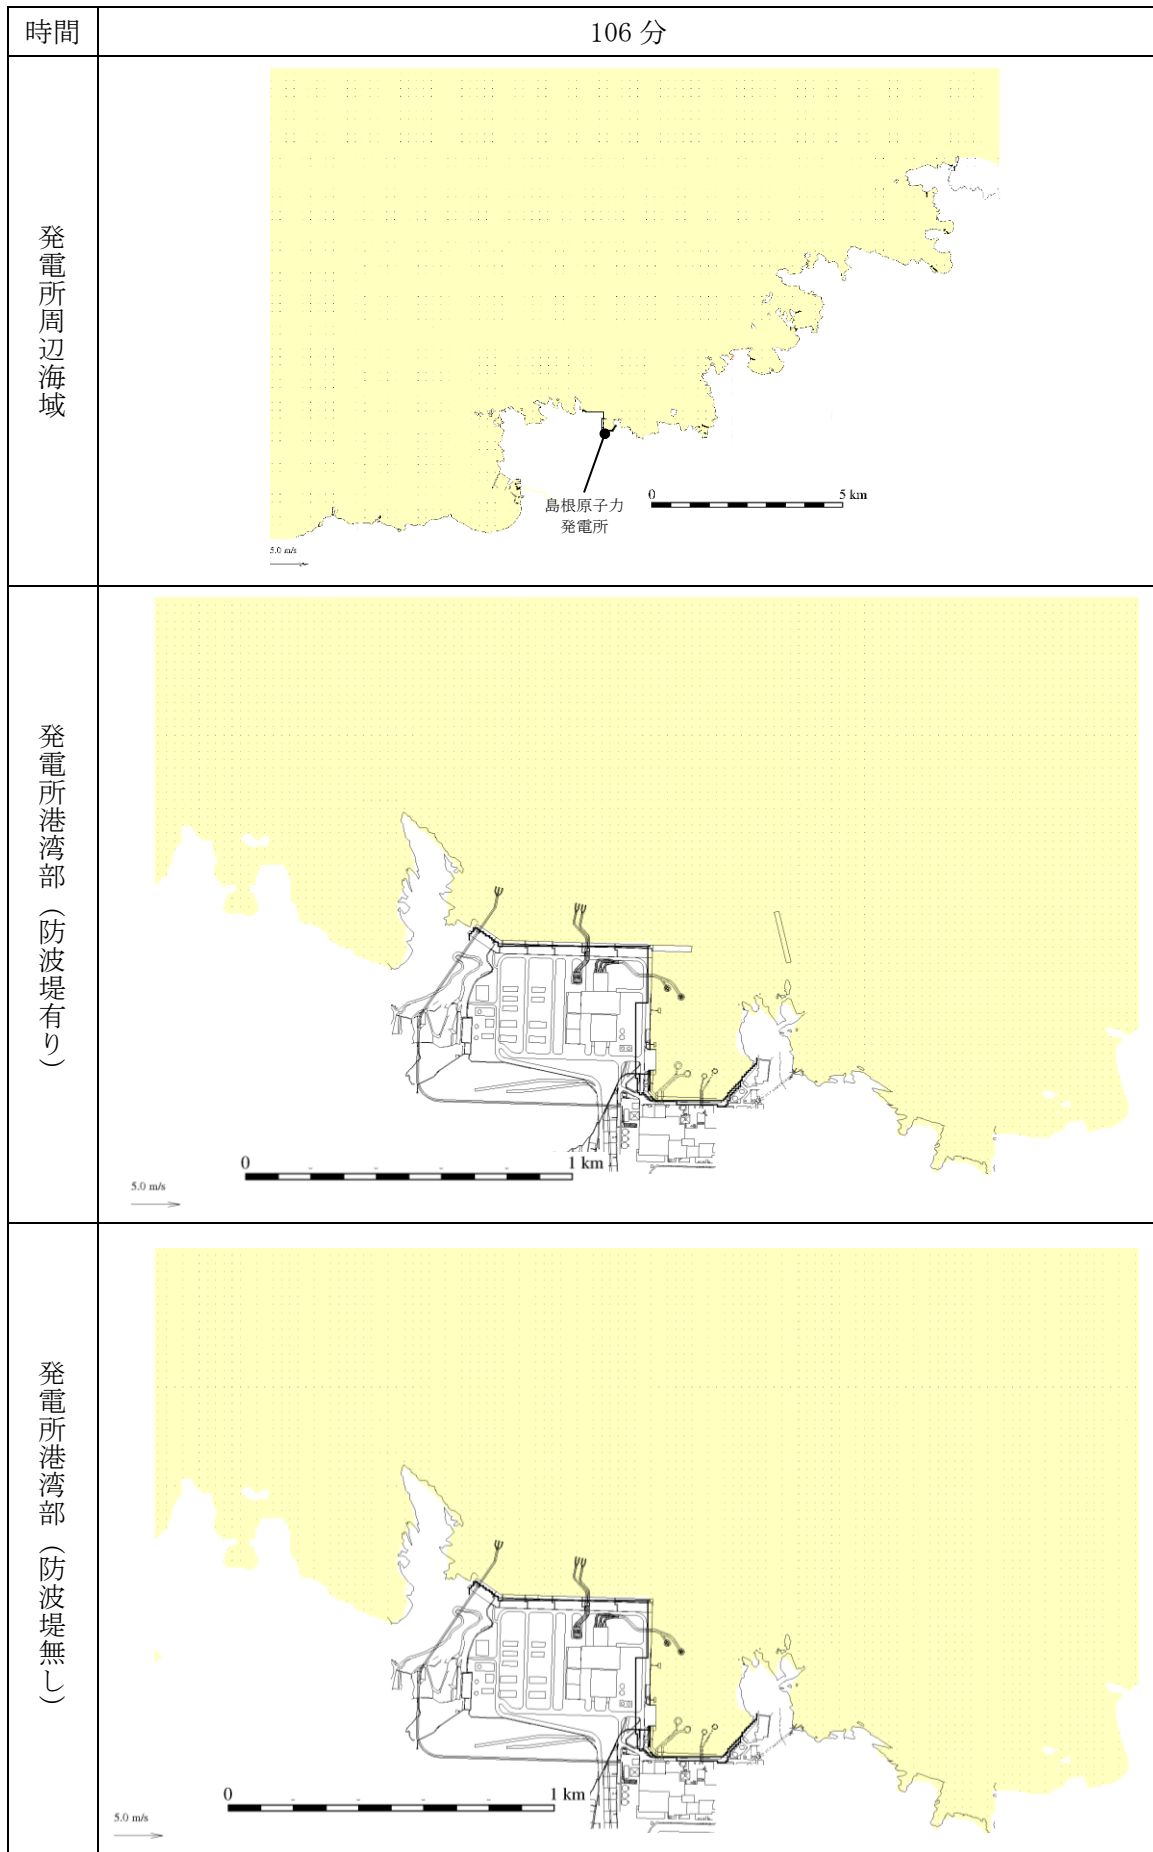 時間
106 分
発電所周辺海域
島根原子力
発電所
0
5 km
5.0 m/s
発電所港湾部（防波堤有り）
0
1 km
5.0 m/s
発電所港湾部（防波堤無し）
0
1 km
5.0 m/s